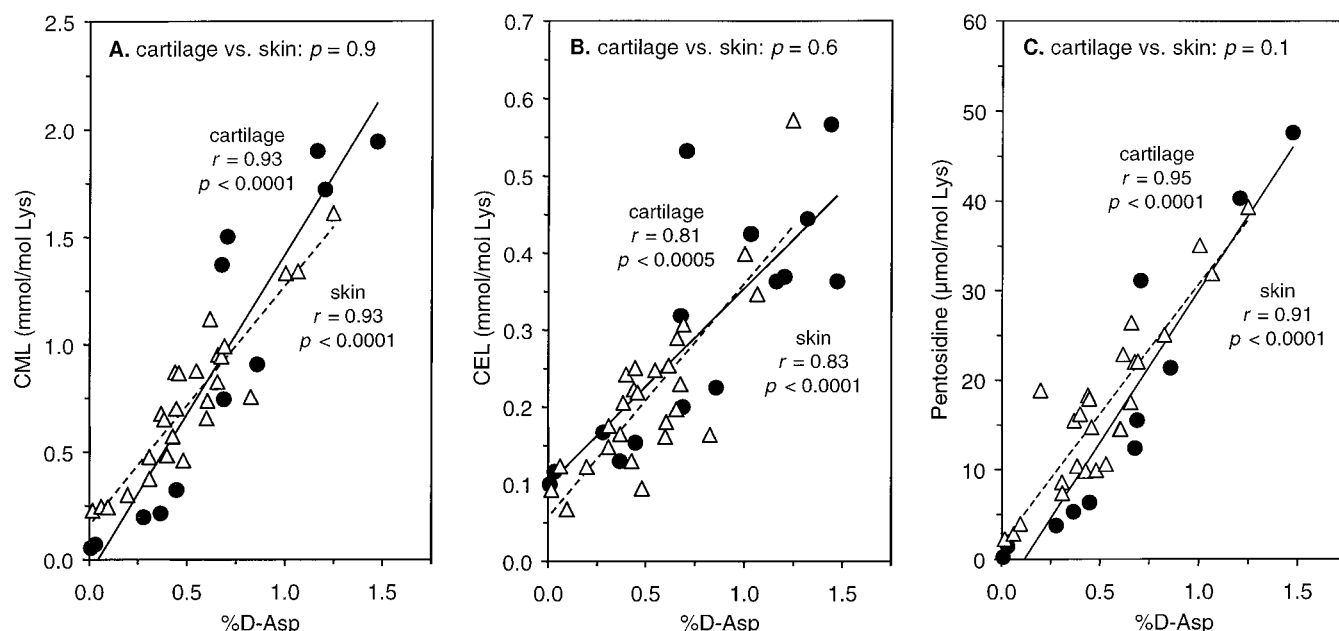 A. cartilage vs. skin: p = 0.9
cartilage
r = 0.93
p < 0.0001
skin
r = 0.93
p < 0.0001
CML (mmol/mol Lys)
2.5
2.0
1.5
1.0
0.5
0.0
0.0 0.5 1.0 1.5
%D-Asp
B. cartilage vs. skin: p = 0.6
cartilage
r = 0.81
p < 0.0005
skin
r = 0.83
p < 0.0001
CEL (mmol/mol Lys)
0.7
0.6
0.5
0.4
0.3
0.2
0.1
0.0
0.0 0.5 1.0 1.5
%D-Asp
C. cartilage vs. skin: p = 0.1
cartilage
r = 0.95
p < 0.0001
skin
r = 0.91
p < 0.0001
Pentosidine (µmol/mol Lys)
60
50
40
30
20
10
0
0.0 0.5 1.0 1.5
%D-Asp